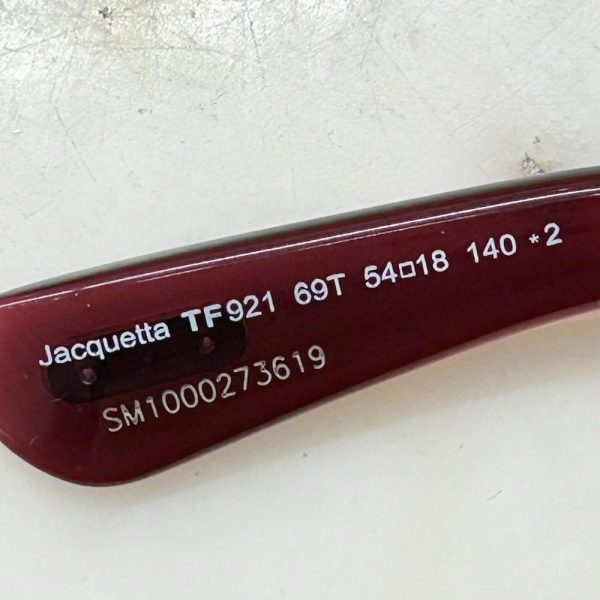 Jacquetta TF921 69T 54□18 140 *2
SM1000273619